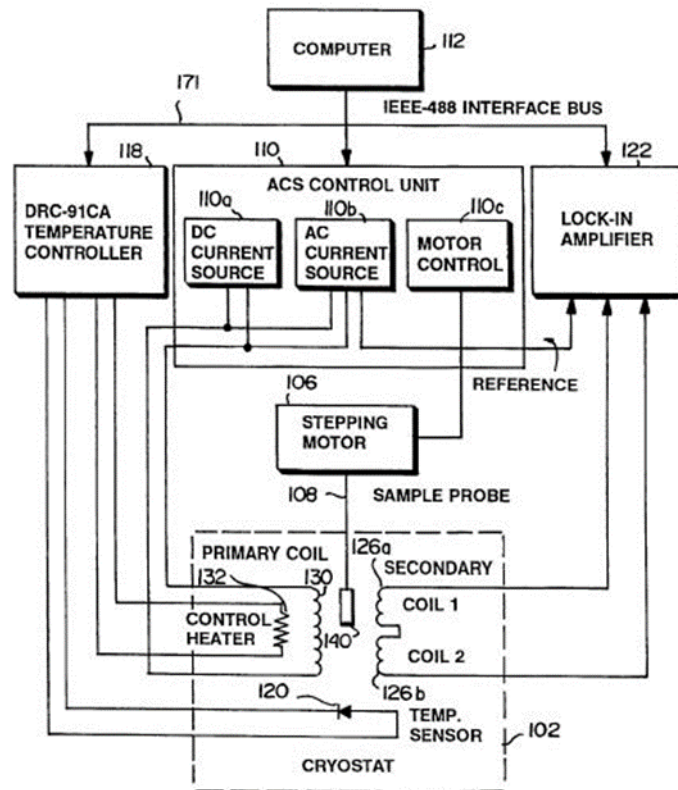 COMPUTER
112
171
IEEE-488 INTERFACE BUS
118
110
122
ACS CONTROL UNIT
DRC-91CA
TEMPERATURE
CONTROLLER
110a
DC
CURRENT
SOURCE
110b
AC
CURRENT
SOURCE
110c
MOTOR
CONTROL
LOCK-IN
AMPLIFIER
REFERENCE
106
STEPPING
MOTOR
108
SAMPLE PROBE
PRIMARY COIL
126a
SECONDARY
132
130
CONTROL
HEATER
140
COIL 1
COIL 2
120
126b
TEMP.
SENSOR
102
CRYOSTAT